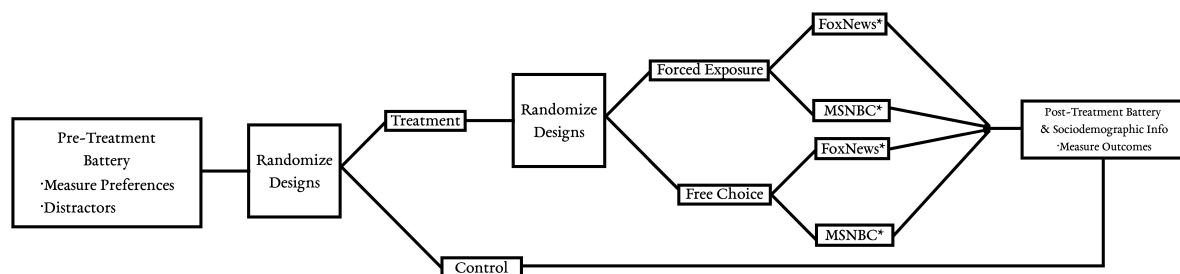 Pre-Treatment
Battery
·Measure Preferences
·Distractors
Randomize
Designs
Treatment
Control
Randomize
Designs
Forced Exposure
Free Choice
FoxNews*
MSNBC*
FoxNews*
MSNBC*
Post-Treatment Battery
& Sociodemographic Info
·Measure Outcomes